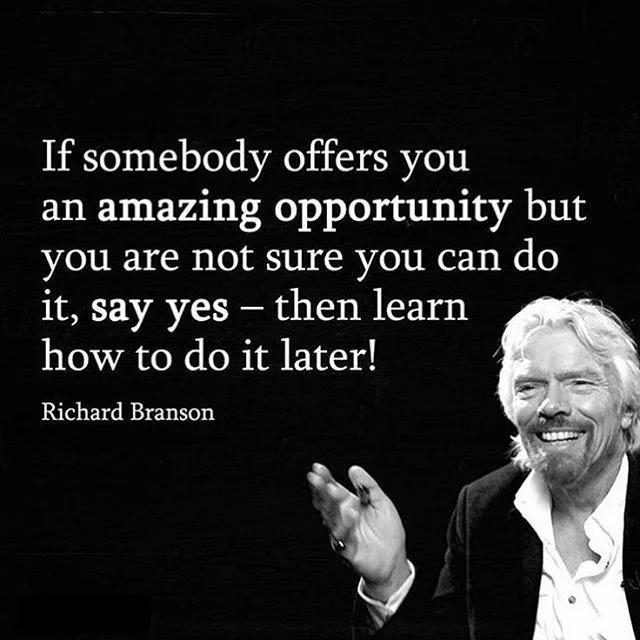 If somebody offers you
an amazing opportunity but
you are not sure you can do
it, say yes – then learn
how to do it later!
Richard Branson